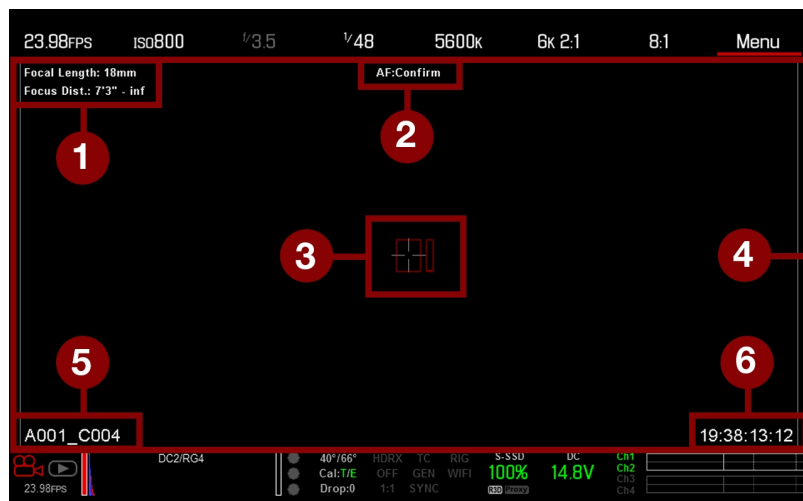 23.98FPS ISO800 f/3.5 1/48 5600K 6K 2:1 8:1 Menu
Focal Length: 18mm
Focus Dist.: 7'3" - inf
AF:Confirm
1
2
3
4
5
6
A001_C004
19:38:13:12
DC2/RG4
40°/66° HDRX TC RIG S-SSD DC Ch1
Cal:T/E OFF GEN WIFI 100% 14.8V Ch2
23.98FPS Drop:0 1:1 SYNC R3D Proxy Ch3
Ch4